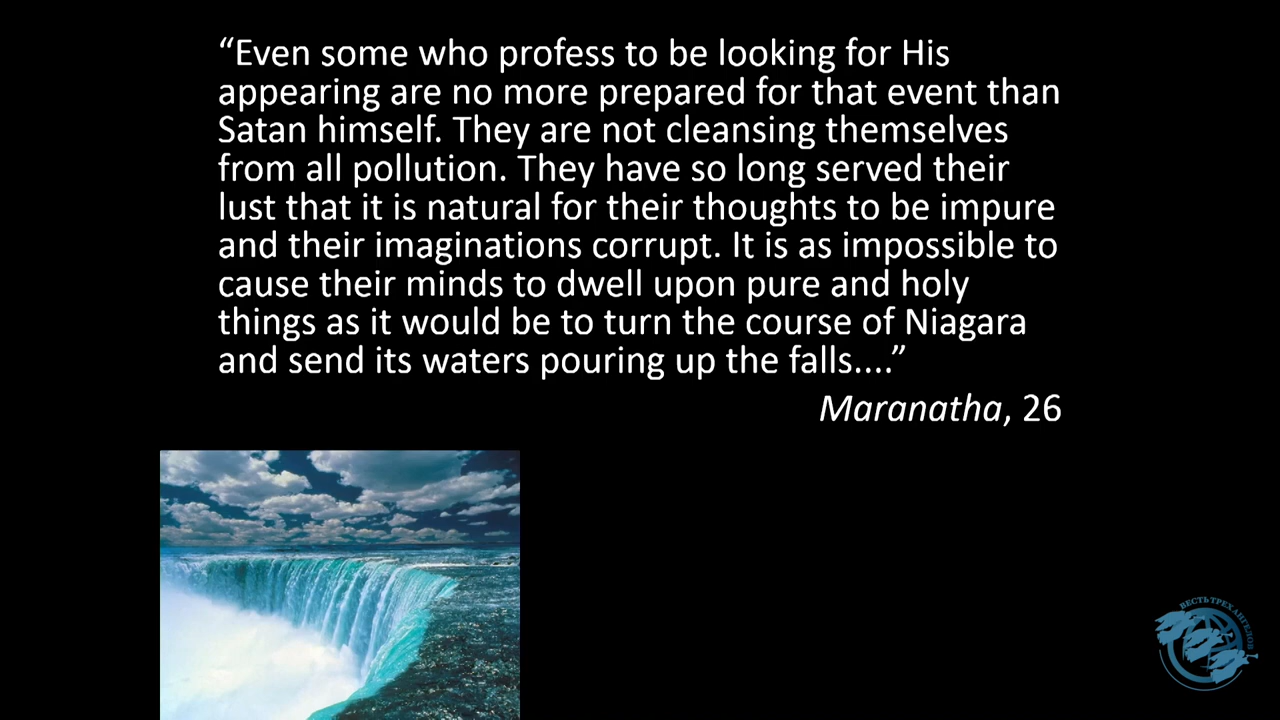 “Even some who profess to be looking for His
appearing are no more prepared for that event than
Satan himself. They are not cleansing themselves
from all pollution. They have so long served their
lust that it is natural for their thoughts to be impure
and their imaginations corrupt. It is as impossible to
cause their minds to dwell upon pure and holy
things as it would be to turn the course of Niagara
and send its waters pouring up the falls....”
Maranatha, 26
ВЕСТЬ ТРЕХ АНГЕЛОВ